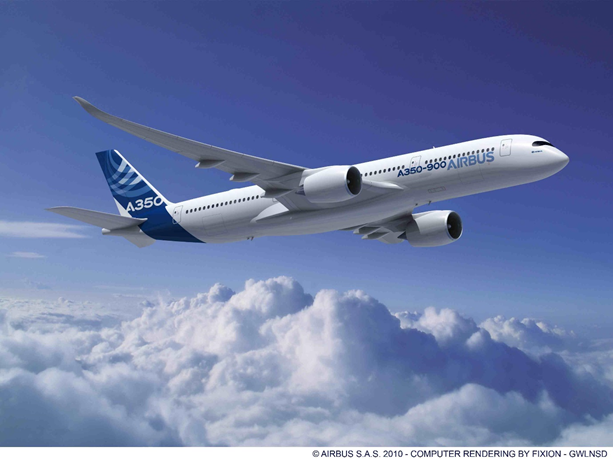 A350-900 AIRBUS
A350
© AIRBUS S.A.S. 2010 - COMPUTER RENDERING BY FIXION - GWLNSD